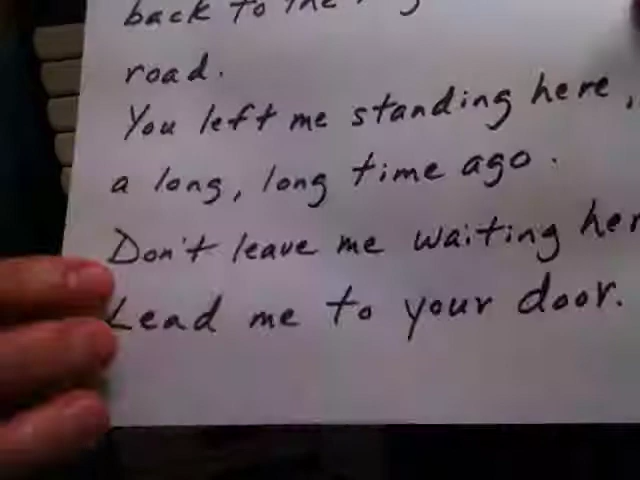 back to the
road.
You left me standing here,
a long, long time ago.
Don't leave me waiting her
Lead me to your door.